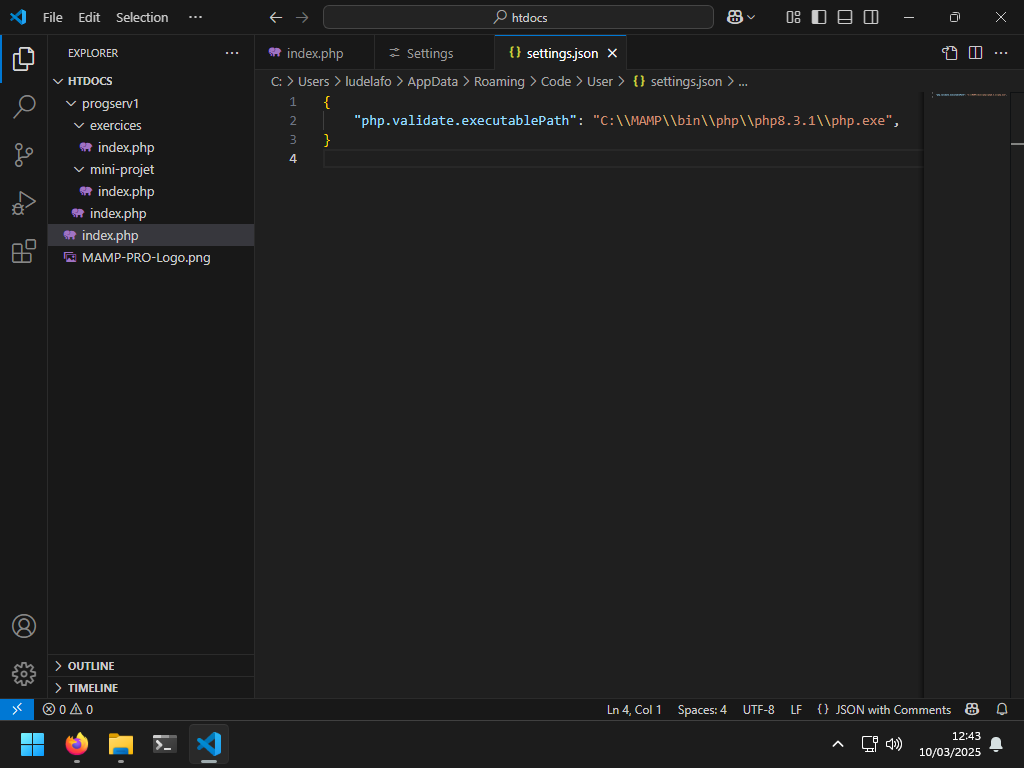 File Edit Selection ··· htdocs
EXPLORER ···
index.php Settings {} settings.json ···
HTDOCS
progserv1
exercices
index.php
mini-projet
index.php
index.php
index.php
MAMP-PRO-Logo.png
OUTLINE
TIMELINE
C: > Users > ludelafo > AppData > Roaming > Code > User > {} settings.json > ...
1 {
2 "php.validate.executablePath": "C:\\MAMP\\bin\\php\\php8.3.1\\php.exe",
3 }
4
0 0 Ln 4, Col 1 Spaces: 4 UTF-8 LF {} JSON with Comments
12:43
10/03/2025